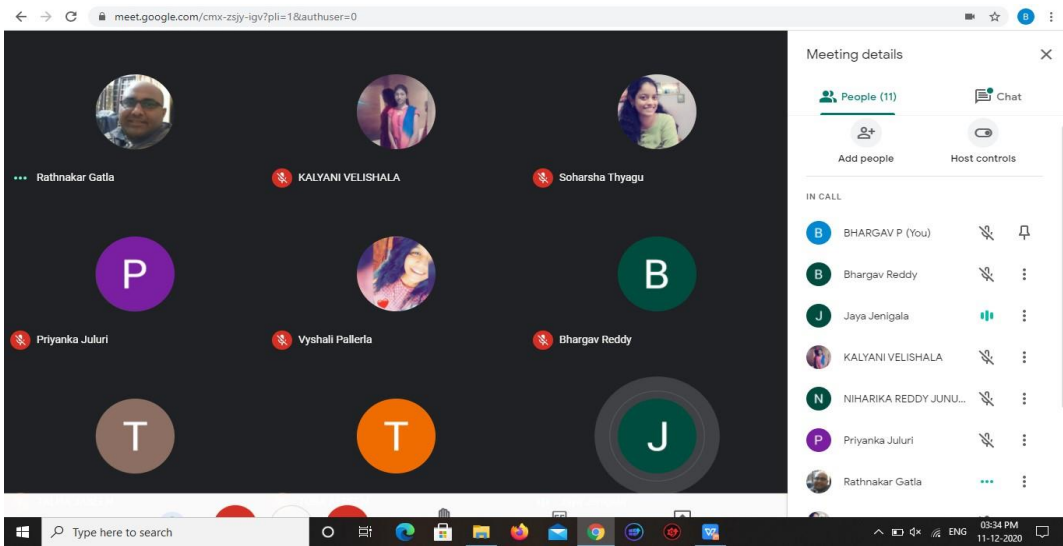 meet.google.com/cmx-zsjy-igv?pli=1&authuser=0
B
Meeting details
People (11)
Chat
Add people
Host controls
IN CALL
B BHARGAV P (You)
B Bhargav Reddy
J Jaya Jenigala
KALYANI VELISHALA
N NIHARIKA REDDY JUNU...
P Priyanka Juluri
Rathnakar Gatla
Rathnakar Gatla
KALYANI VELISHALA
Soharsha Thyagu
P
B
Priyanka Juluri
Vyshali Pallerla
Bhargav Reddy
T
T
J
Type here to search
ENG
03:34 PM
11-12-2020